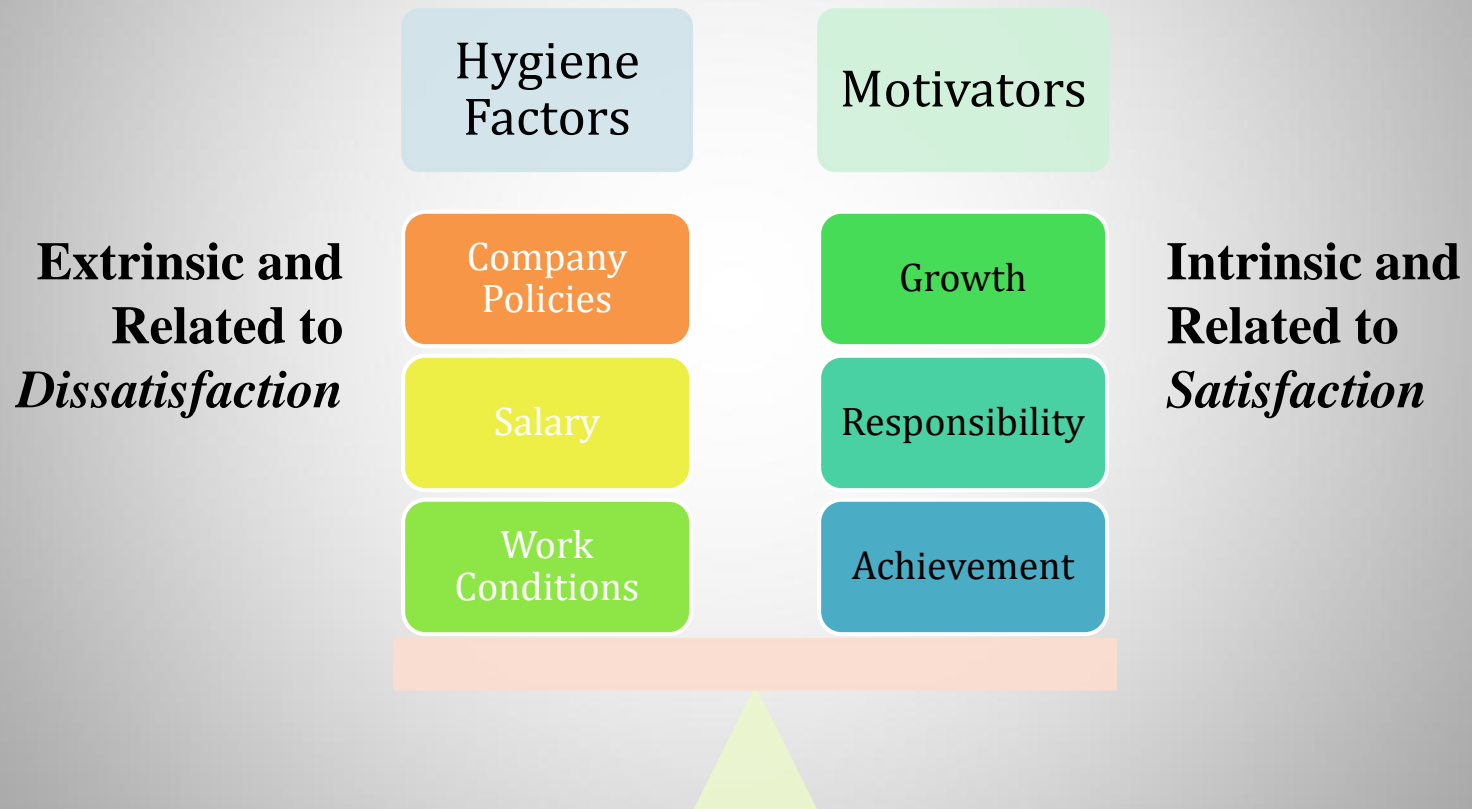 Hygiene
Factors
Motivators
Extrinsic and
Related to
Dissatisfaction
Company
Policies
Salary
Work
Conditions
Growth
Responsibility
Achievement
Intrinsic and
Related to
Satisfaction